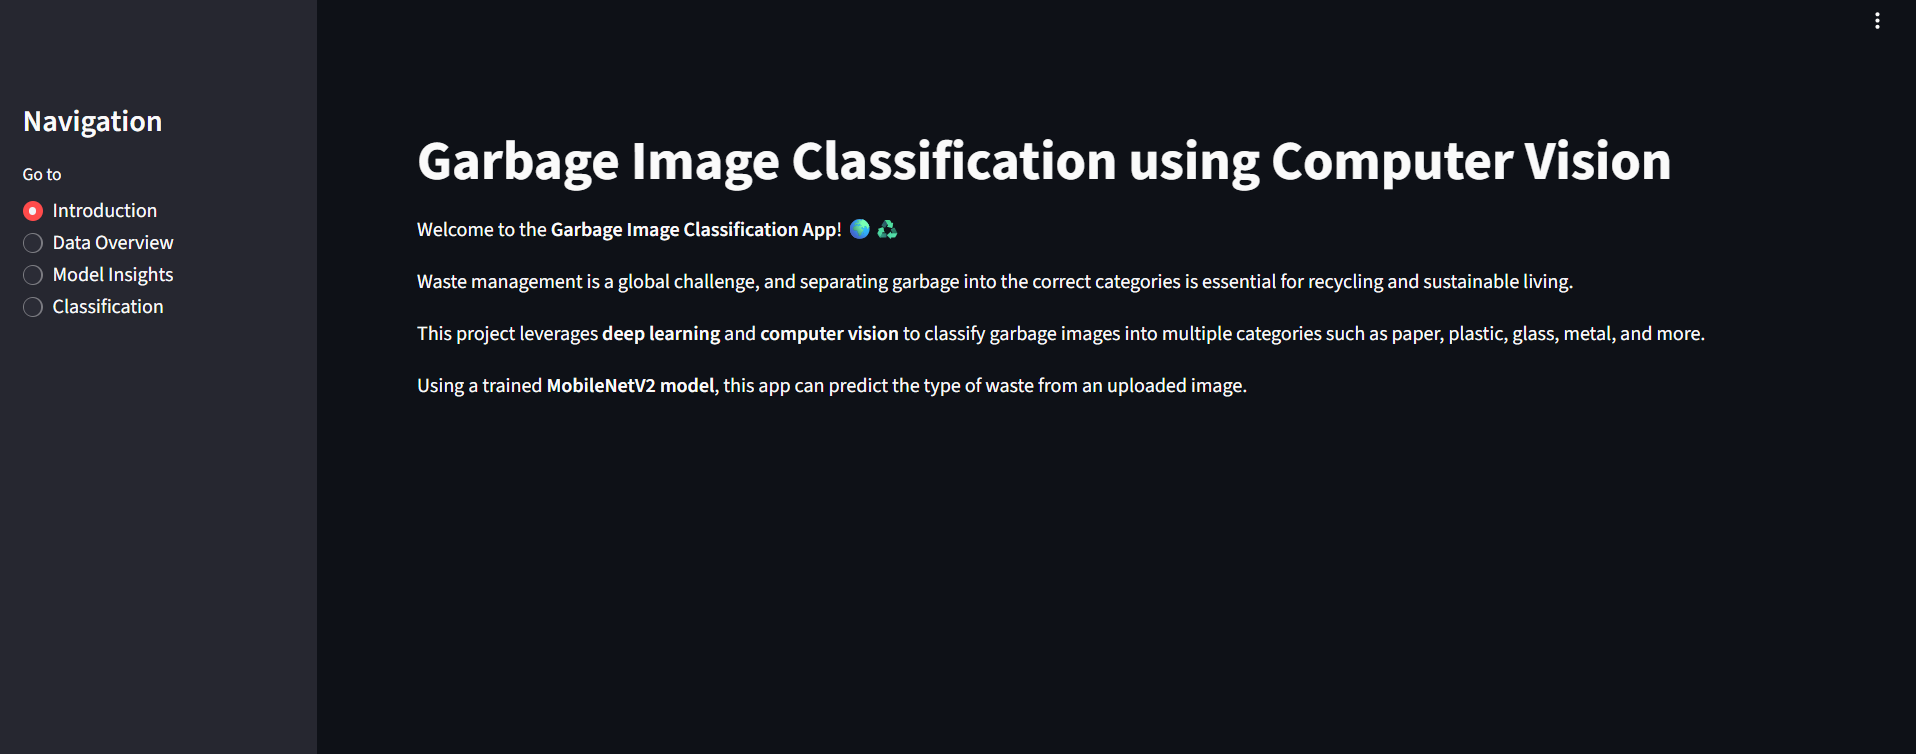 Navigation
Go to
Introduction
Data Overview
Model Insights
Classification
Garbage Image Classification using Computer Vision
Welcome to the Garbage Image Classification App! 🌍 ♻️
Waste management is a global challenge, and separating garbage into the correct categories is essential for recycling and sustainable living.
This project leverages deep learning and computer vision to classify garbage images into multiple categories such as paper, plastic, glass, metal, and more.
Using a trained MobileNetV2 model, this app can predict the type of waste from an uploaded image.